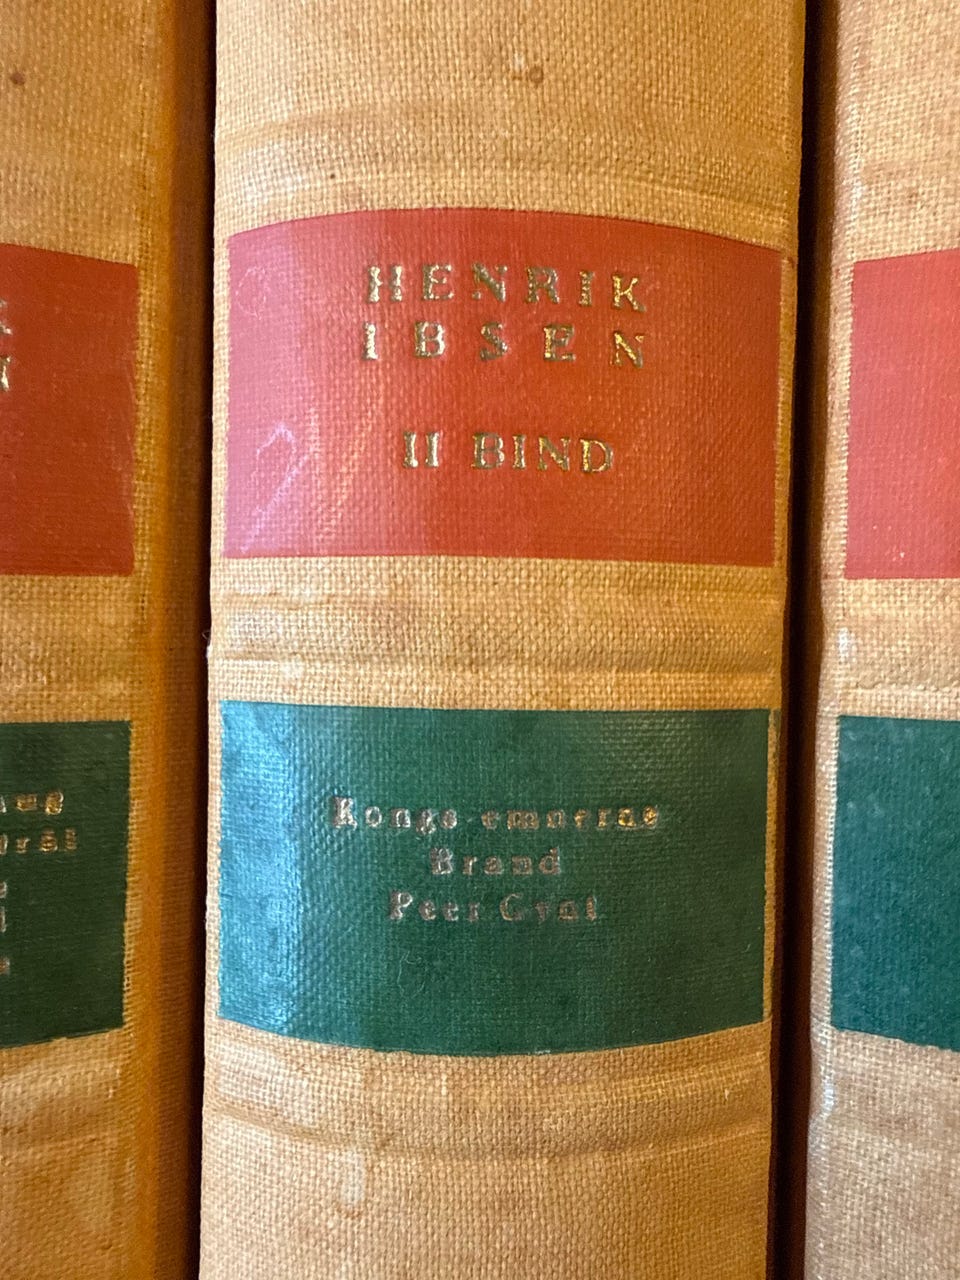 HENRIK
IBSEN
II BIND
Kongs-emnerne
Brand
Peer Gynt